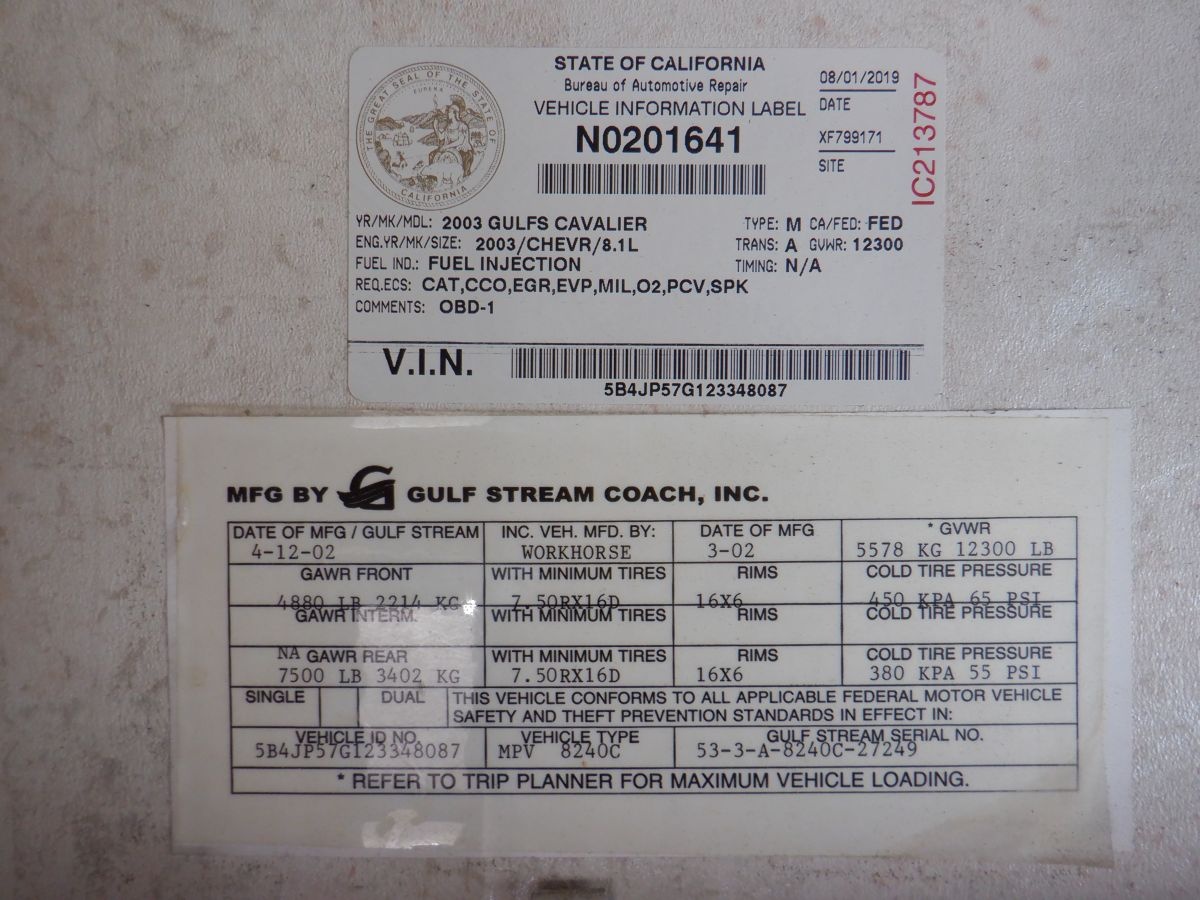 THE GREAT SEAL OF THE STATE OF CALIFORNIA
EUREKA
STATE OF CALIFORNIA
Bureau of Automotive Repair
VEHICLE INFORMATION LABEL
N0201641
08/01/2019
DATE
XF799171
SITE
IC213787
YR/MK/MDL: 2003 GULFS CAVALIER TYPE: M CA/FED: FED
ENG.YR/MK/SIZE: 2003/CHEVR/8.1L TRANS: A GVWR: 12300
FUEL IND.: FUEL INJECTION TIMING: N/A
REQ.ECS: CAT,CCO,EGR,EVP,MIL,O2,PCV,SPK
COMMENTS: OBD-1
V.I.N.
5B4JP57G123348087
MFG BY GULF STREAM COACH, INC.
DATE OF MFG / GULF STREAM INC. VEH. MFD. BY: DATE OF MFG * GVWR
4-12-02 WORKHORSE 3-02 5578 KG 12300 LB
GAWR FRONT WITH MINIMUM TIRES RIMS COLD TIRE PRESSURE
4880 LB 2214 KG 7.50RX16D 16X6 450 KPA 65 PSI
GAWR INTERM. WITH MINIMUM TIRES RIMS COLD TIRE PRESSURE
NA GAWR REAR WITH MINIMUM TIRES RIMS COLD TIRE PRESSURE
7500 LB 3402 KG 7.50RX16D 16X6 380 KPA 55 PSI
SINGLE DUAL THIS VEHICLE CONFORMS TO ALL APPLICABLE FEDERAL MOTOR VEHICLE
SAFETY AND THEFT PREVENTION STANDARDS IN EFFECT IN:
VEHICLE ID NO. VEHICLE TYPE GULF STREAM SERIAL NO.
5B4JP57G123348087 MPV 8240C 53-3-A-8240C-27249
* REFER TO TRIP PLANNER FOR MAXIMUM VEHICLE LOADING.